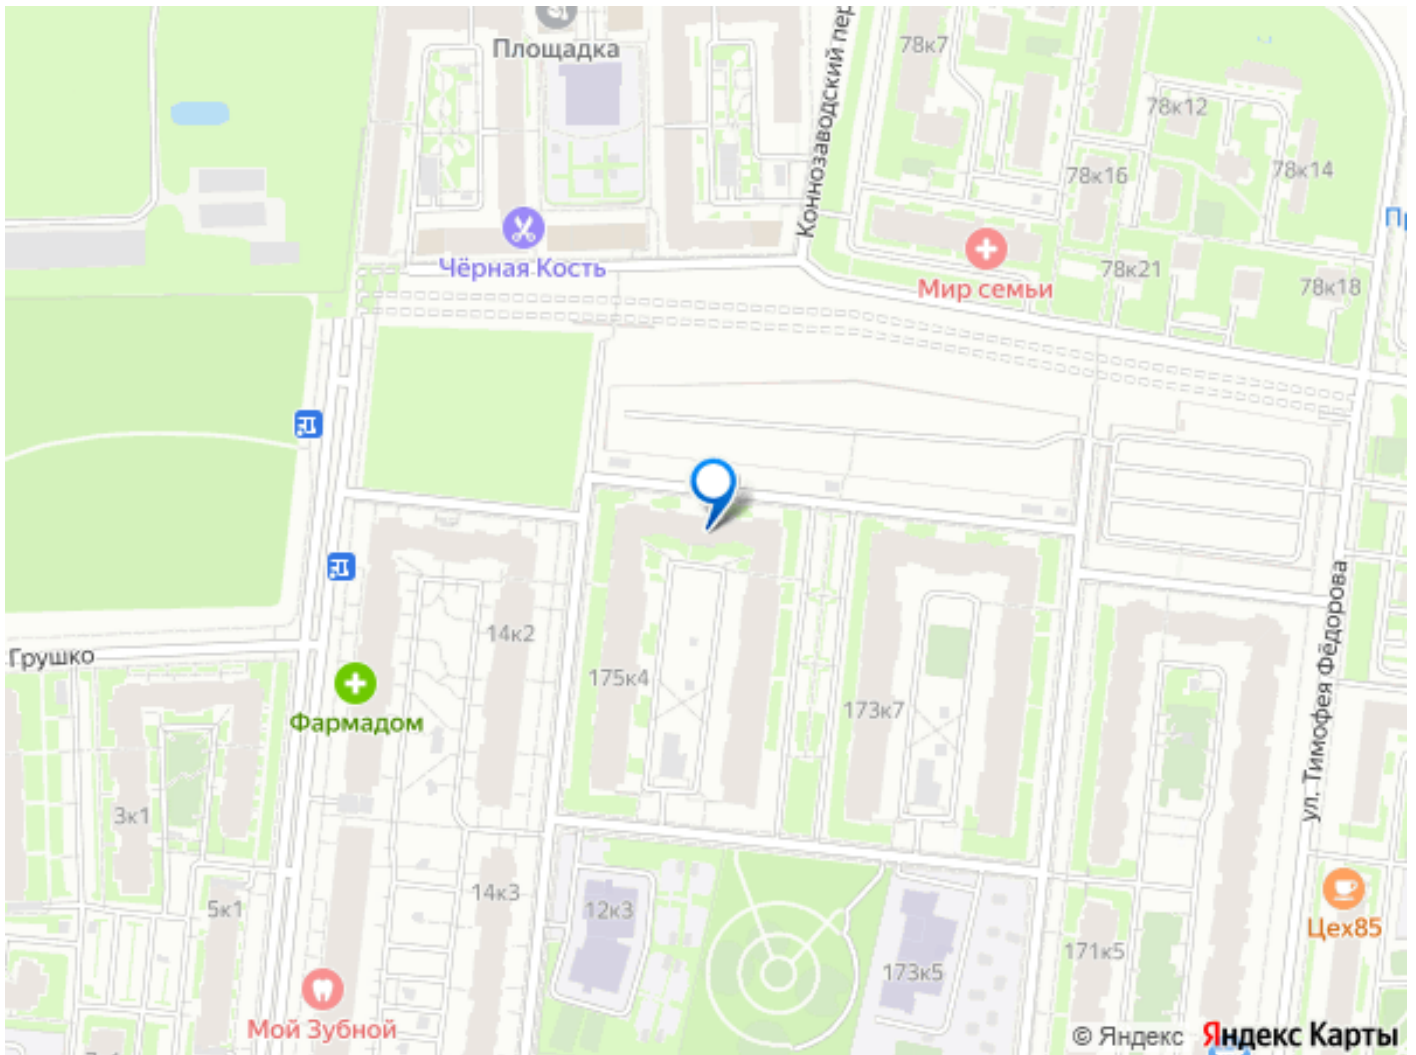 Площадка
Коннозаводский пер
78к7
78к12
78к14
78к16
Пр
Чёрная Кость
Мир семьи
78к21
78к18
14к2
Грушко
175к4
173к7
ул. Тимофея Фёдорова
Фармадом
3к1
14к3
5к1
12к3
Цех85
171к5
173к5
Мой Зубной
© Яндекс Яндекс Карты